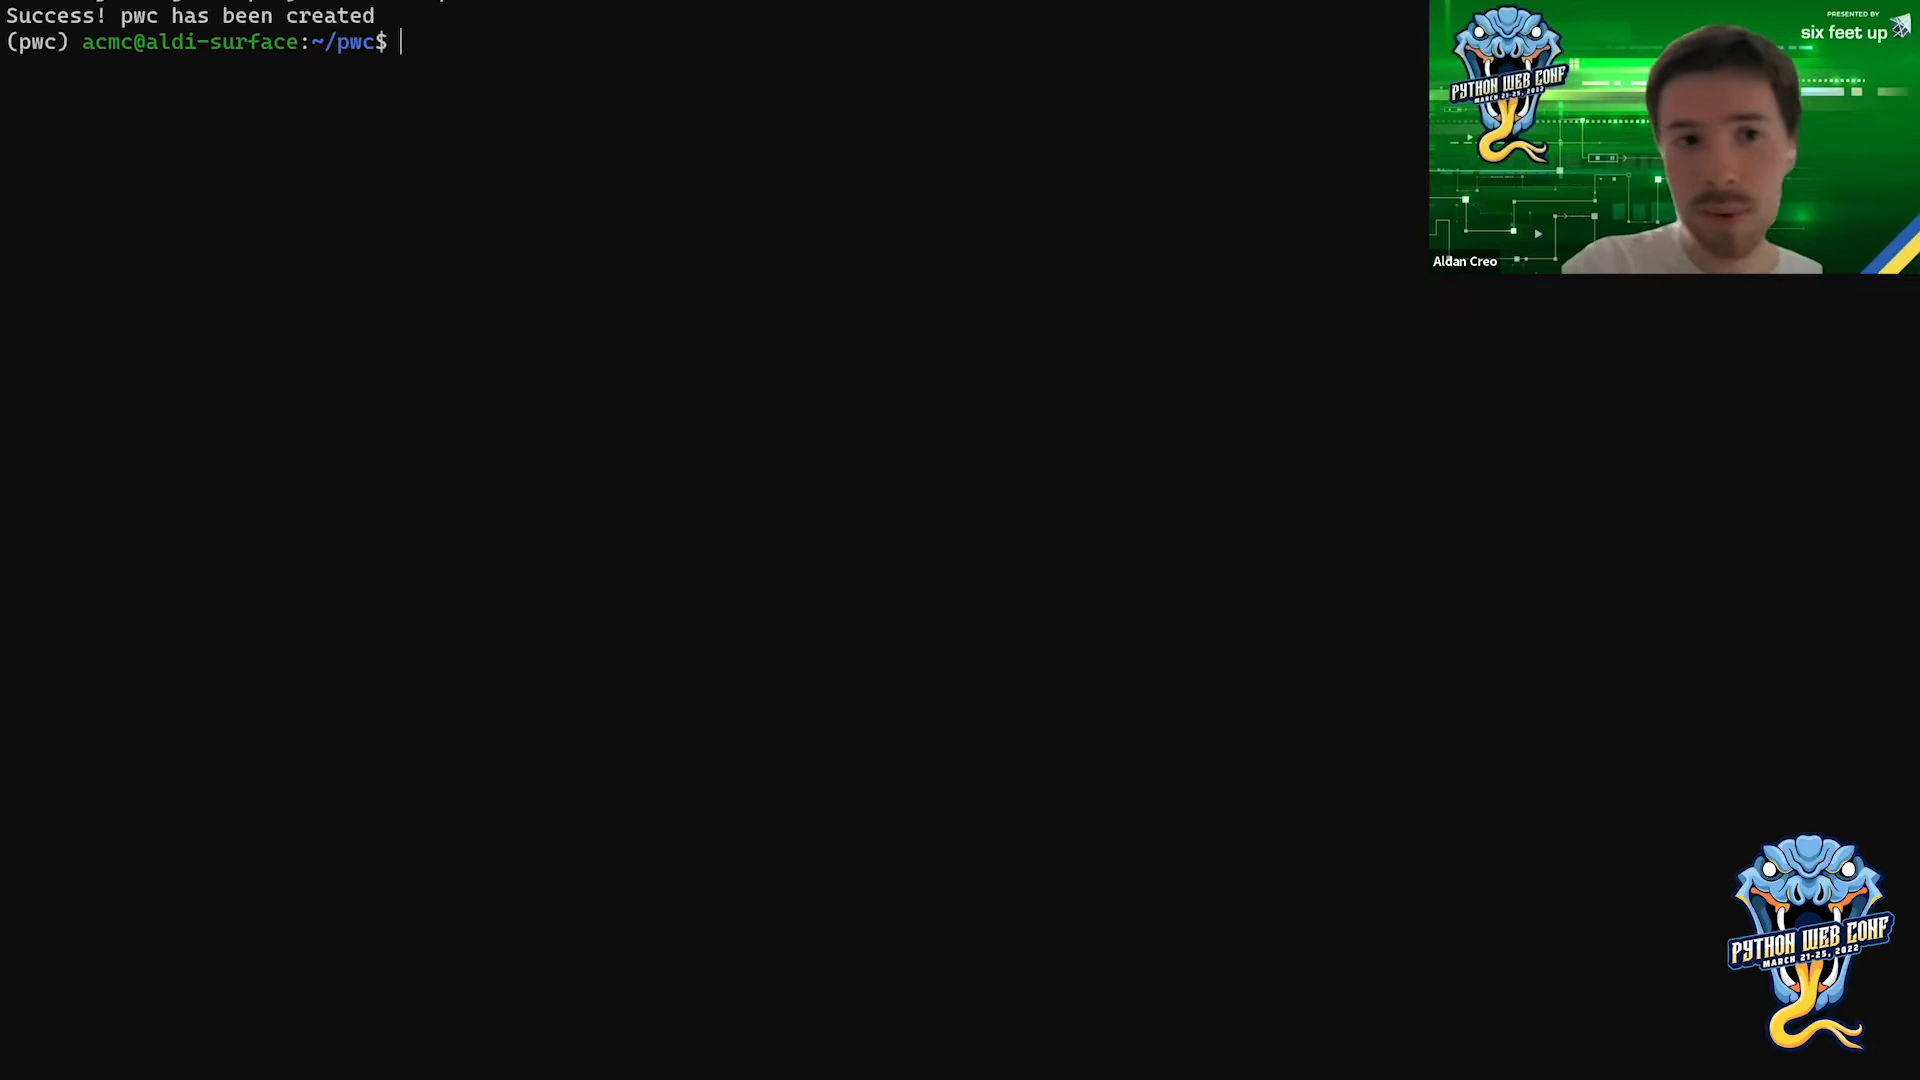 Success! pwc has been created
(pwc) acmc@aldi-surface:~/pwc$
PRESENTED BY
six feet up
PYTHON WEB CONF
MARCH 21-25, 2022
Aldan Creo
PYTHON WEB CONF
MARCH 21-25, 2022